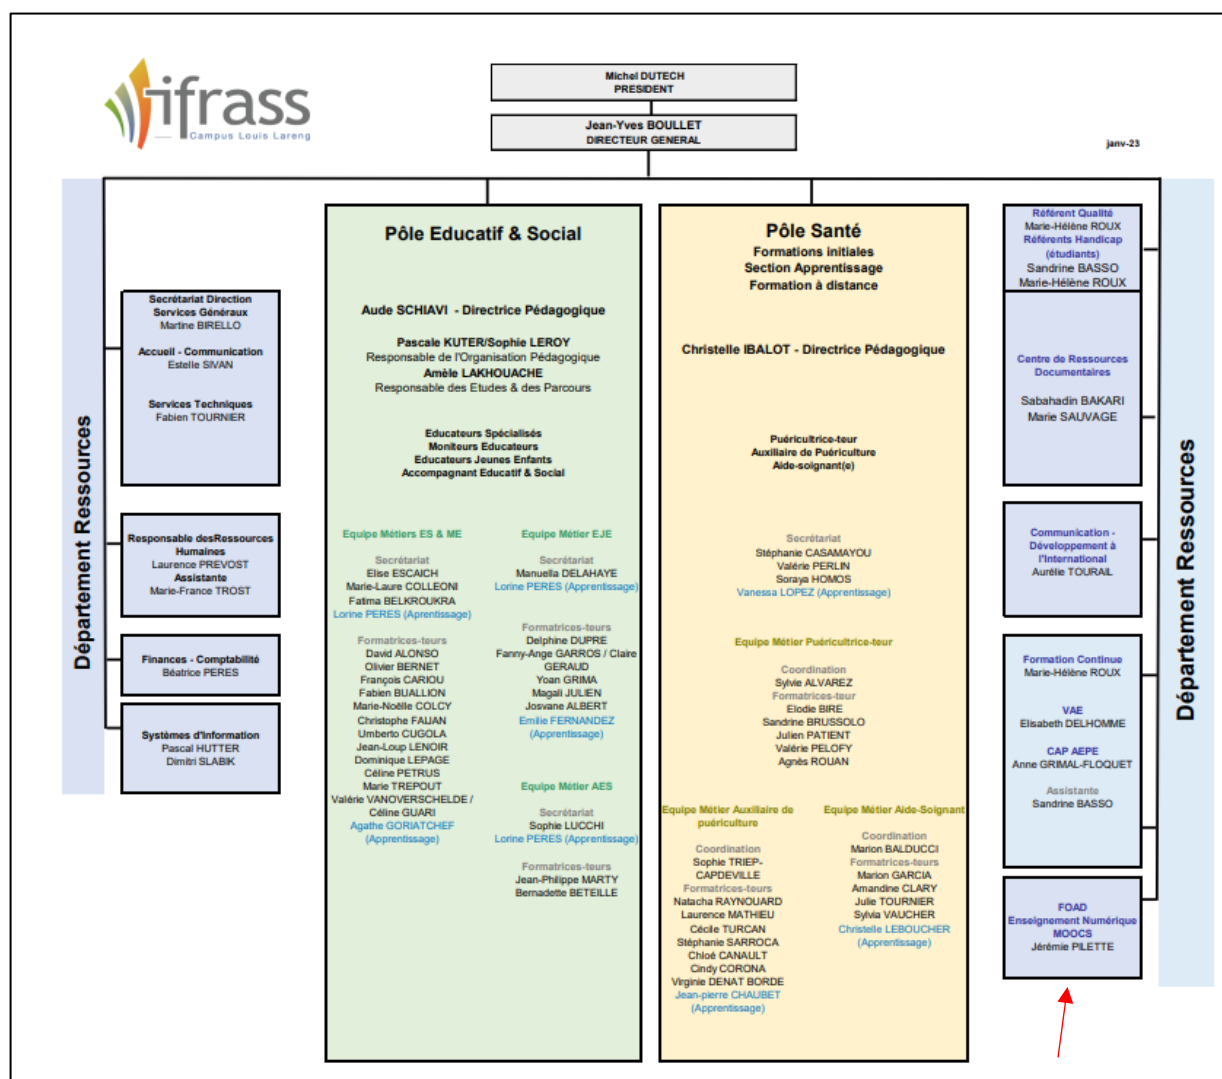 ifrass
Campus Louis Lareng
Michel DUTECH
PRESIDENT
Jean-Yves BOULLET
DIRECTEUR GENERAL
janv-23
Département Ressources
Secrétariat Direction
Services Généraux
Martine BIRELLO
Accueil - Communication
Estelle SIVAN
Services Techniques
Fabien TOURNIER
Responsable desRessources
Humaines
Laurence PREVOST
Assistante
Marie-France TROST
Finances - Comptabilité
Béatrice PERES
Systèmes d'Information
Pascal HUTTER
Dimitri SLABIK
Pôle Educatif & Social
Aude SCHIAVI - Directrice Pédagogique
Pascale KUTER/Sophie LEROY
Responsable de l'Organisation Pédagogique
Amèle LAKHOUACHE
Responsable des Etudes & des Parcours
Educateurs Spécialisés
Moniteurs Educateurs
Educateurs Jeunes Enfants
Accompagnant Educatif & Social
Equipe Métiers ES & ME
Secrétariat
Elise ESCAICH
Marie-Laure COLLEONI
Fatima BELKROUKRA
Lorine PERES (Aprentissage)
Formatrices-teurs
David ALONSO
Olivier BERNET
François CARIOU
Fabien BUALLION
Marie-Noëlle COLCY
Christophe FAUAN
Umberto CUGOLA
Jean-Loup LENOIR
Dominique LEPAGE
Céline PETRUS
Marie TREPOUT
Valérie VANOVERSCHELDE /
Céline GUARI
Agathe GORIATCHEF
(Apprentissage)
Equipe Métier EJE
Secrétariat
Manuella DELAHAYE
Lorine PERES (Apprentissage)
Formatrices-teurs
Delphine DUPRE
Fanny-Ange GARROS / Claire
GERAUD
Yoan GRIMA
Magali JULIEN
Josvane ALBERT
Emilie FERNANDEZ
(Apprentissage)
Equipe Métier AES
Secrétariat
Sophie LUCCHI
Lorine PERES (Apprentissage)
Formatrices-teurs
Jean-Philippe MARTY
Bernadette BETEILLE
Pôle Santé
Formations initiales
Section Apprentissage
Formation à distance
Christelle IBALOT - Directrice Pédagogique
Puéricultrice-teur
Auxiliaire de Puériculture
Aide-soignant(e)
Secrétariat
Stéphanie CASAMAYOU
Valérie PERLIN
Soraya HOMOS
Vanessa LOPEZ (Apprentissage)
Equipe Métier Puéricultrice-teur
Coordination
Sylvie ALVAREZ
Formatrices-teur
Elodie BIRE
Sandrine BRUSSOLO
Julien PATIENT
Valérie PELOFY
Agnès ROUAN
Equipe Métier Auxiliaire de
puériculture
Coordination
Sophie TRIEP-
CAPDEVILLE
Formatrices-teurs
Natacha RAYNOUARD
Laurence MATHIEU
Cécile TURCAN
Stéphanie SARROCA
Chloé CANAULT
Cindy CORONA
Virginie DENAT BORDE
Jean-pierre CHAUBET
(Apprentissage)
Equipe Métier Aide-Soignant
Coordination
Marion BALDUCCI
Formatrices-teurs
Marion GARCIA
Amandine CLARY
Julie TOURNIER
Sylvia VAUCHER
Christelle LEBOUCHER
(Apprentissage)
Référent Qualité
Marie-Hélène ROUX
Référents Handicap
(étudiants)
Sandrine BASSO
Marie-Hélène ROUX
Centre de Ressources
Documentaires
Sabahadin BAKARI
Marie SAUVAGE
Communication -
Développement à
l'International
Aurélie TOURAIL
Formation Continue
Marie-Hélène ROUX
VAE
Elisabeth DELHOMME
CAP AEPE
Anne GRIMAL-FLOQUET
Assistante
Sandrine BASSO
FOAD
Enseignement Numérique
MOOCS
Jérémie PILETTE
Département Ressources